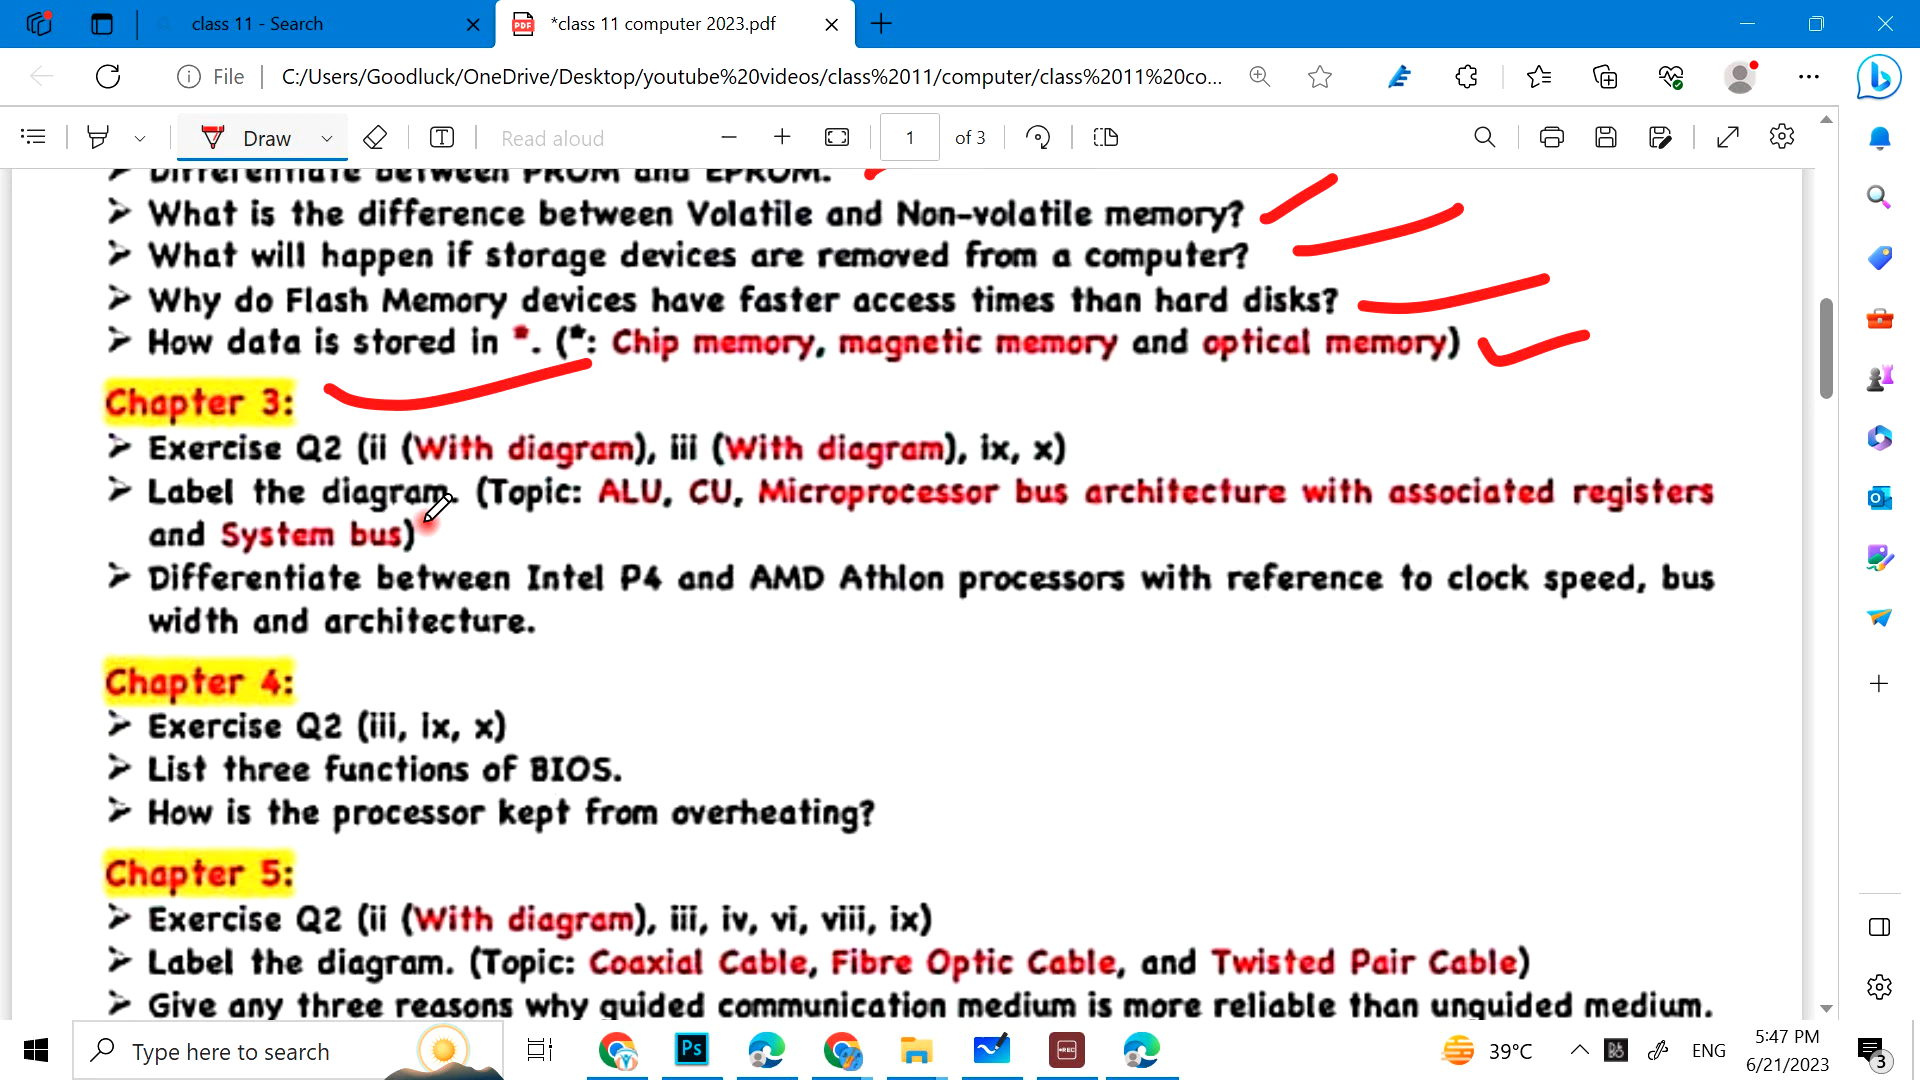 class 11 - Search
*class 11 computer 2023.pdf
File
C:/Users/Goodluck/OneDrive/Desktop/youtube%20videos/class%2011/computer/class%2011%20co...
Draw
Read aloud
1 of 3
Differentiate between PROM and EPROM.
➢ What is the difference between Volatile and Non-volatile memory?
➢ What will happen if storage devices are removed from a computer?
➢ Why do Flash Memory devices have faster access times than hard disks?
➢ How data is stored in *. (*: Chip memory, magnetic memory and optical memory)
Chapter 3:
➢ Exercise Q2 (ii (With diagram), iii (With diagram), ix, x)
➢ Label the diagram. (Topic: ALU, CU, Microprocessor bus architecture with associated registers
and System bus)
➢ Differentiate between Intel P4 and AMD Athlon processors with reference to clock speed, bus
width and architecture.
Chapter 4:
➢ Exercise Q2 (iii, ix, x)
➢ List three functions of BIOS.
➢ How is the processor kept from overheating?
Chapter 5:
➢ Exercise Q2 (ii (With diagram), iii, iv, vi, viii, ix)
➢ Label the diagram. (Topic: Coaxial Cable, Fibre Optic Cable, and Twisted Pair Cable)
➢ Give any three reasons why guided communication medium is more reliable than unguided medium.
Type here to search
Ps
REC
39°C
ENG
5:47 PM
6/21/2023
3